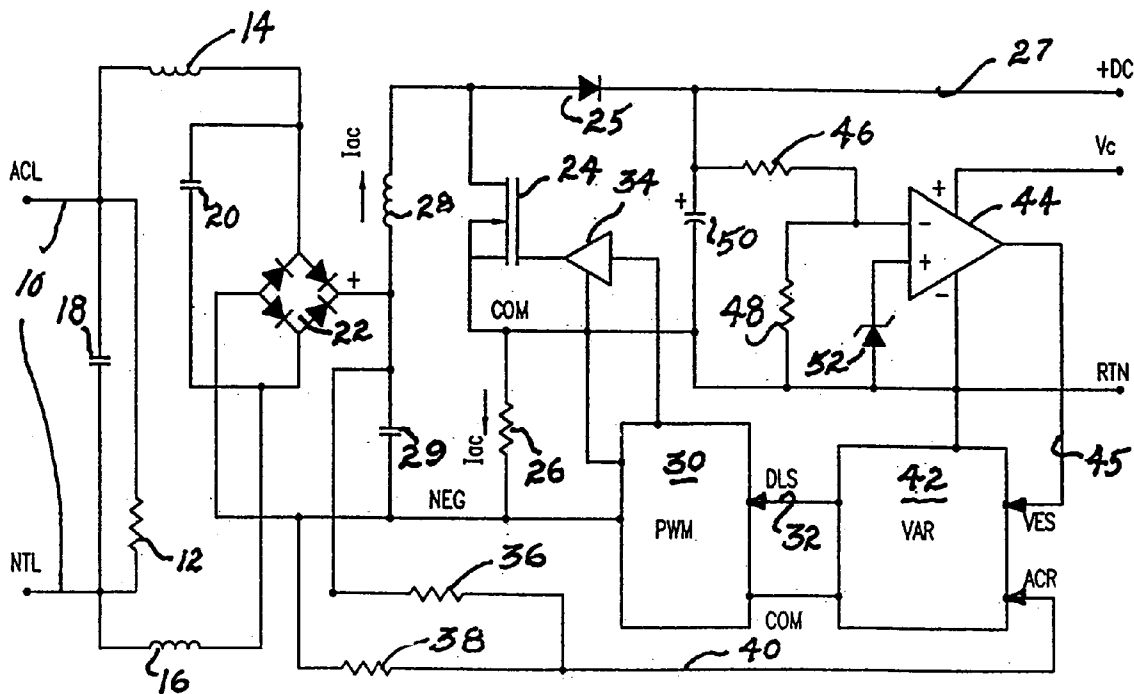 14
27
+DC
25
46
Vc
Iac
24
34
ACL
20
28
+
50
+
44
-
+
-
10
18
+
22
COM
48
52
RTN
29
Iac
26
30
DLS
42
45
NEG
PWM
32
VAR
VES
NTL
12
36
ACR
38
COM
40
16